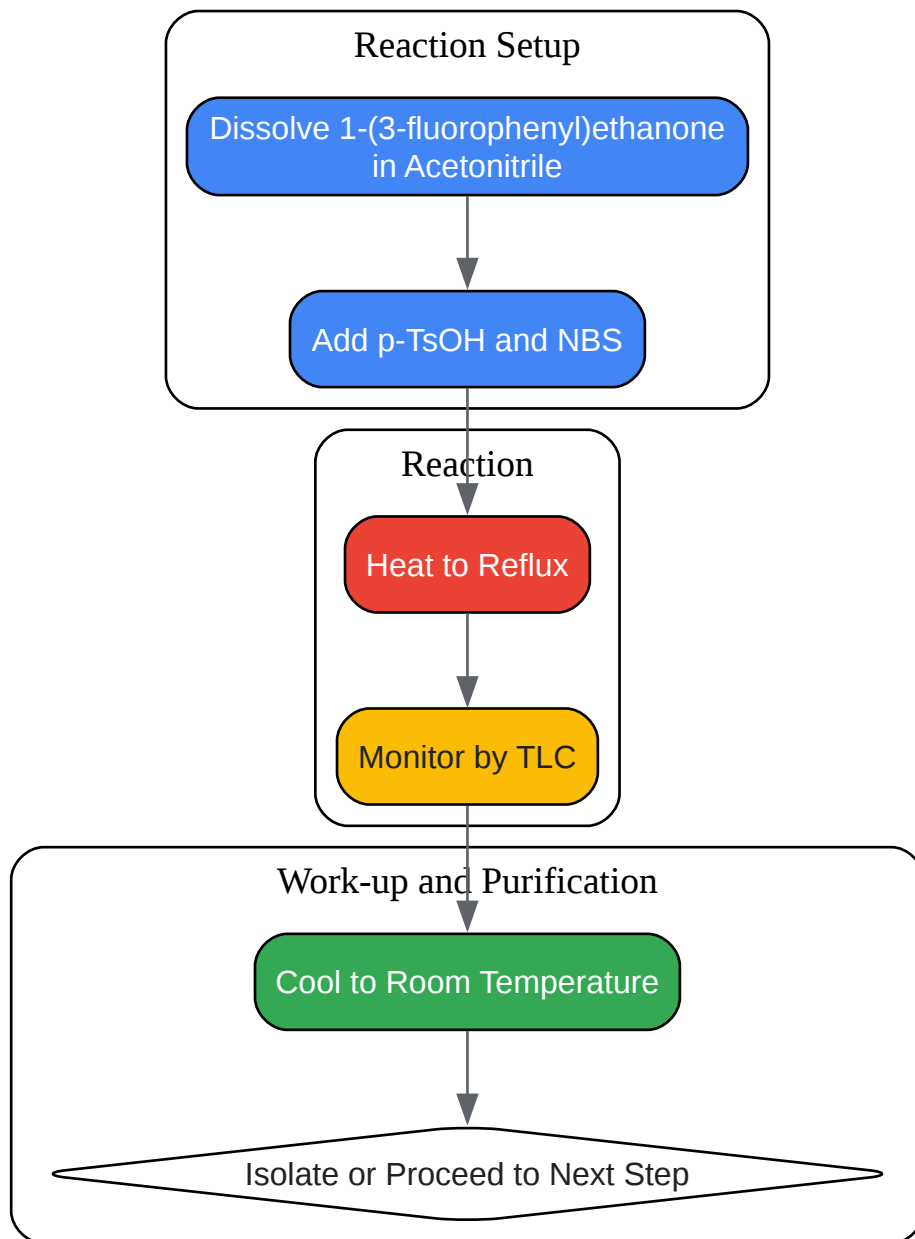 Reaction Setup
Dissolve 1-(3-fluorophenyl)ethanone
in Acetonitrile
Add p-TsOH and NBS
Reaction
Heat to Reflux
Monitor by TLC
Work-up and Purification
Cool to Room Temperature
Isolate or Proceed to Next Step